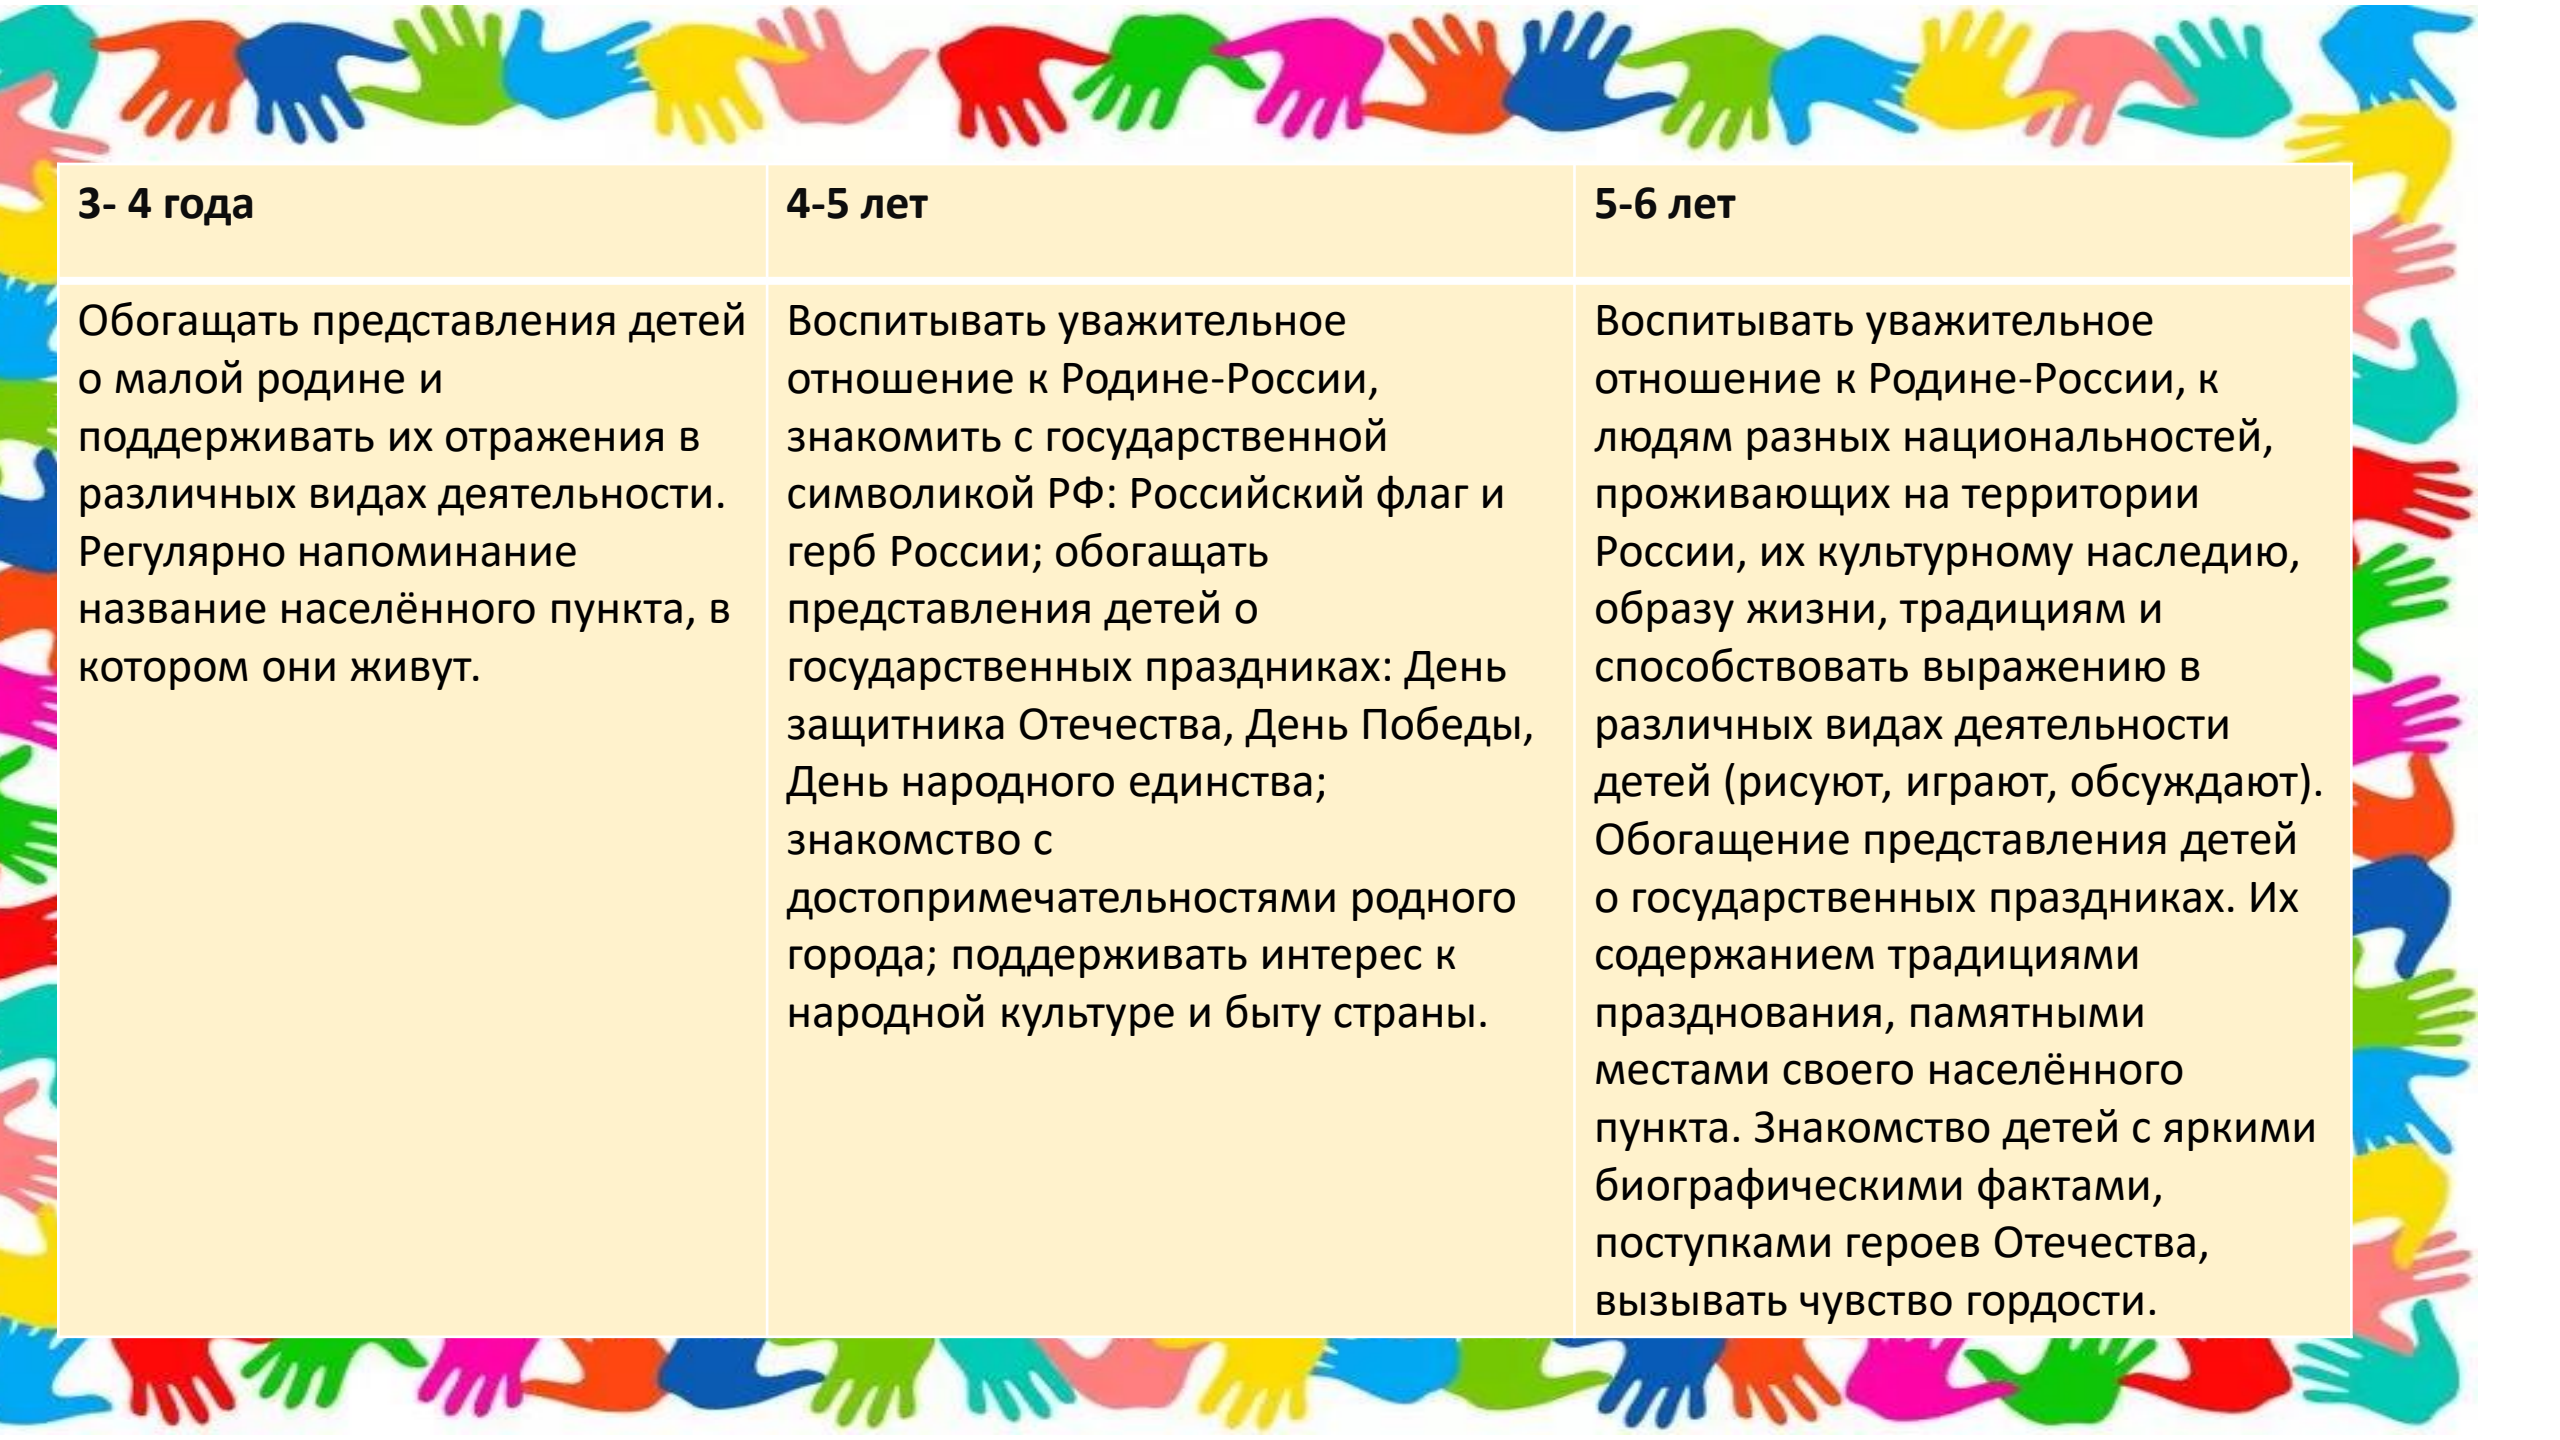 3- 4 года
4-5 лет
5-6 лет
Обогащать представления детей
о малой родине и
поддерживать их отражения в
различных видах деятельности.
Регулярно напоминание
название населённого пункта, в
котором они живут.
Воспитывать уважительное
отношение к Родине-России,
знакомить с государственной
символикой РФ: Российский флаг и
герб России; обогащать
представления детей о
государственных праздниках: День
защитника Отечества, День Победы,
День народного единства;
знакомство с
достопримечательностями родного
города; поддерживать интерес к
народной культуре и быту страны.
Воспитывать уважительное
отношение к Родине-России, к
людям разных национальностей,
проживающих на территории
России, их культурному наследию,
образу жизни, традициям и
способствовать выражению в
различных видах деятельности
детей (рисуют, играют, обсуждают).
Обогащение представления детей
о государственных праздниках. Их
содержанием традициями
празднования, памятными
местами своего населённого
пункта. Знакомство детей с яркими
биографическими фактами,
поступками героев Отечества,
вызывать чувство гордости.